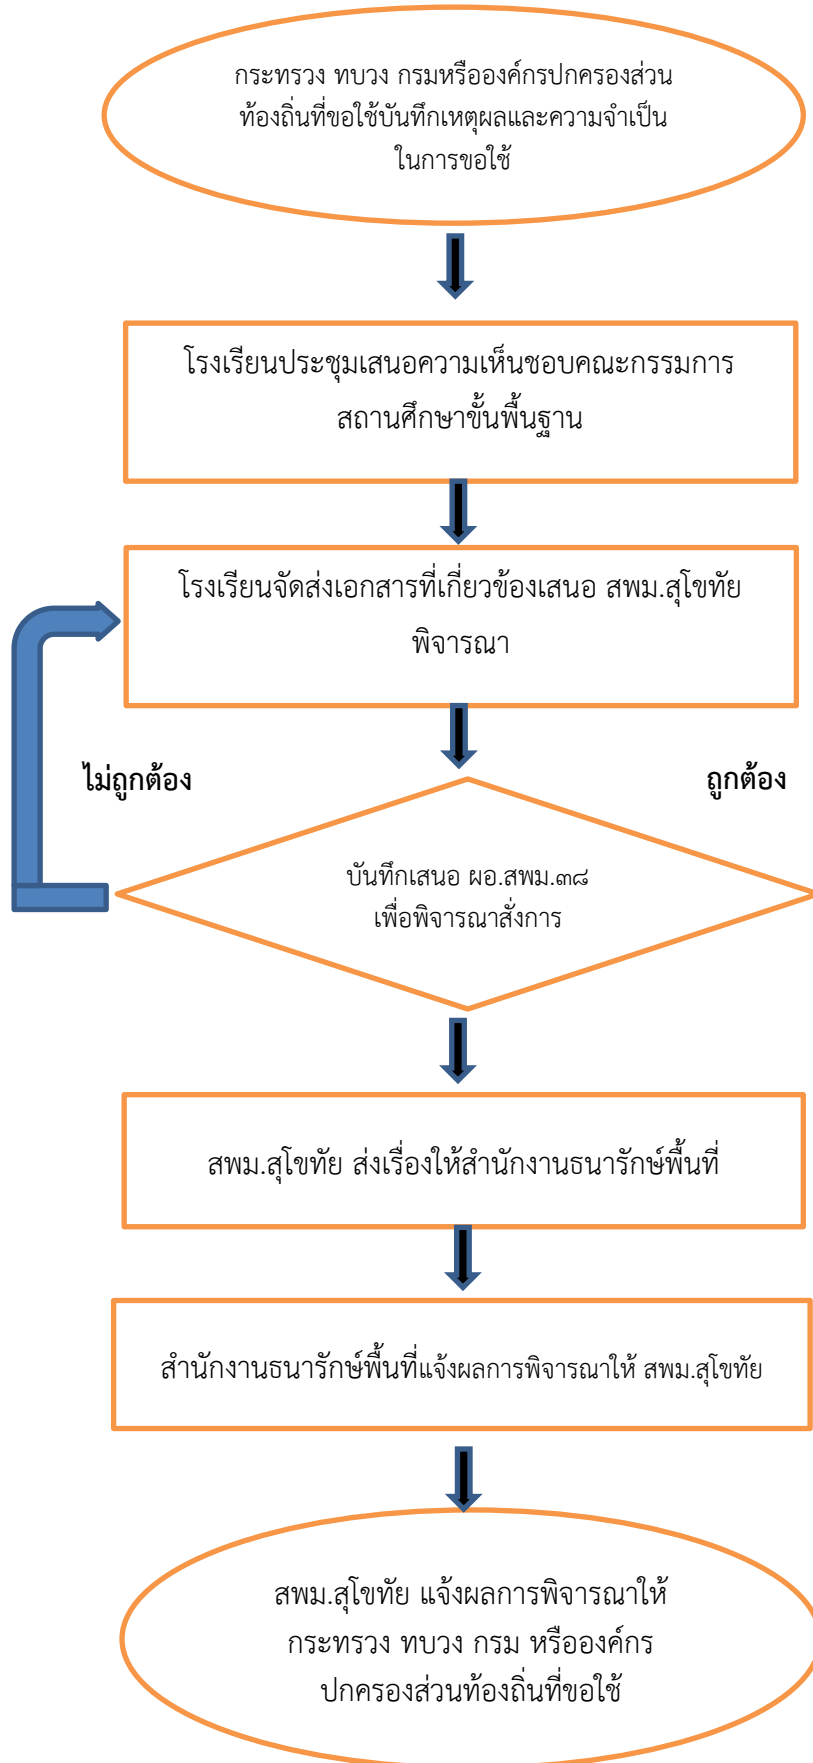 กระทรวง ทบวง กรมหรือองค์กรปกครองส่วน
ท้องถิ่นที่ขอใช้บันทึกเหตุผลและความจำเป็น
ในการขอใช้
โรงเรียนประชุมเสนอความเห็นชอบคณะกรรมการ
สถานศึกษาขั้นพื้นฐาน
โรงเรียนจัดส่งเอกสารที่เกี่ยวข้องเสนอ สพม.สุโขทัย
พิจารณา
ไม่ถูกต้อง
ถูกต้อง
บันทึกเสนอ ผอ.สพม.๓๘
เพื่อพิจารณาสั่งการ
สพม.สุโขทัย ส่งเรื่องให้สำนักงานธนารักษ์พื้นที่
สำนักงานธนารักษ์พื้นที่แจ้งผลการพิจารณาให้ สพม.สุโขทัย
สพม.สุโขทัย แจ้งผลการพิจารณาให้
กระทรวง ทบวง กรม หรือองค์กร
ปกครองส่วนท้องถิ่นที่ขอใช้